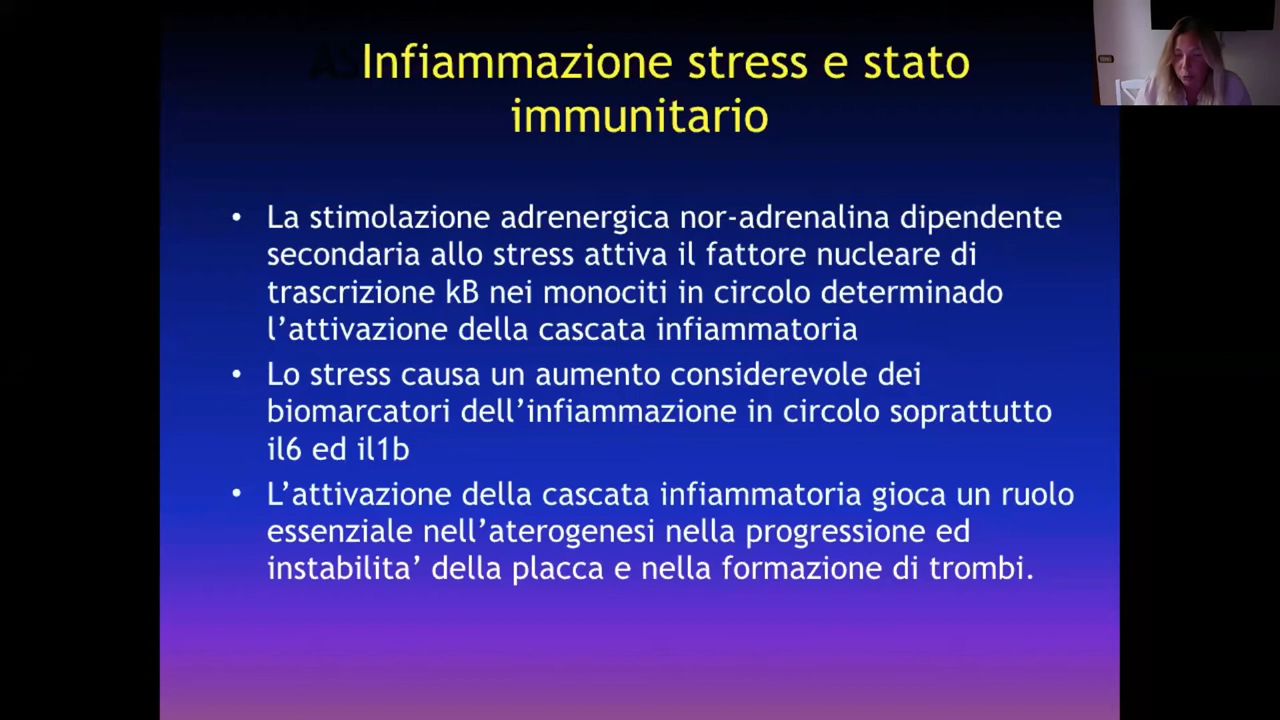 ASInfiammazione stress e stato
immunitario
• La stimolazione adrenergica nor-adrenalina dipendente
secondaria allo stress attiva il fattore nucleare di
trascrizione kB nei monociti in circolo determinado
l’attivazione della cascata infiammatoria
• Lo stress causa un aumento considerevole dei
biomarcatori dell’infiammazione in circolo soprattutto
il6 ed il1b
• L’attivazione della cascata infiammatoria gioca un ruolo
essenziale nell’aterogenesi nella progressione ed
instabilita’ della placca e nella formazione di trombi.